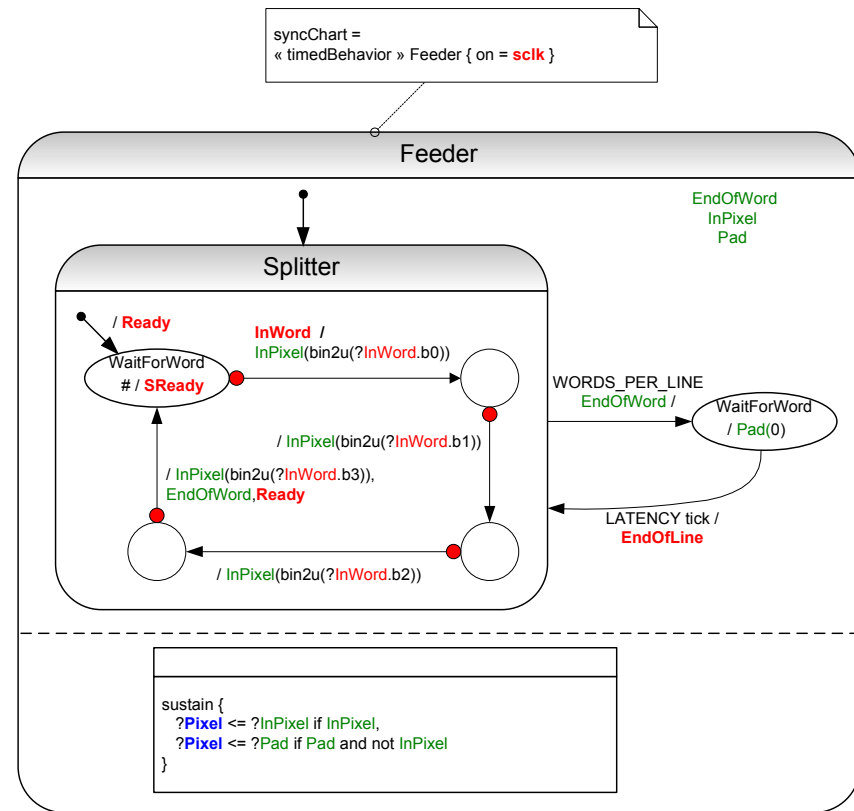 syncChart =
« timedBehavior » Feeder { on = sclk }
Feeder
EndOfWord
InPixel
Pad
Splitter
/ Ready
InWord /
InPixel(bin2u(?InWord.b0))
WaitForWord
# / SReady
/ InPixel(bin2u(?InWord.b1))
/ InPixel(bin2u(?InWord.b3)),
EndOfWord,Ready
/ InPixel(bin2u(?InWord.b2))
WORDS_PER_LINE
EndOfWord /
WaitForWord
/ Pad(0)
LATENCY tick /
EndOfLine
sustain {
?Pixel <= ?InPixel if InPixel,
?Pixel <= ?Pad if Pad and not InPixel
}